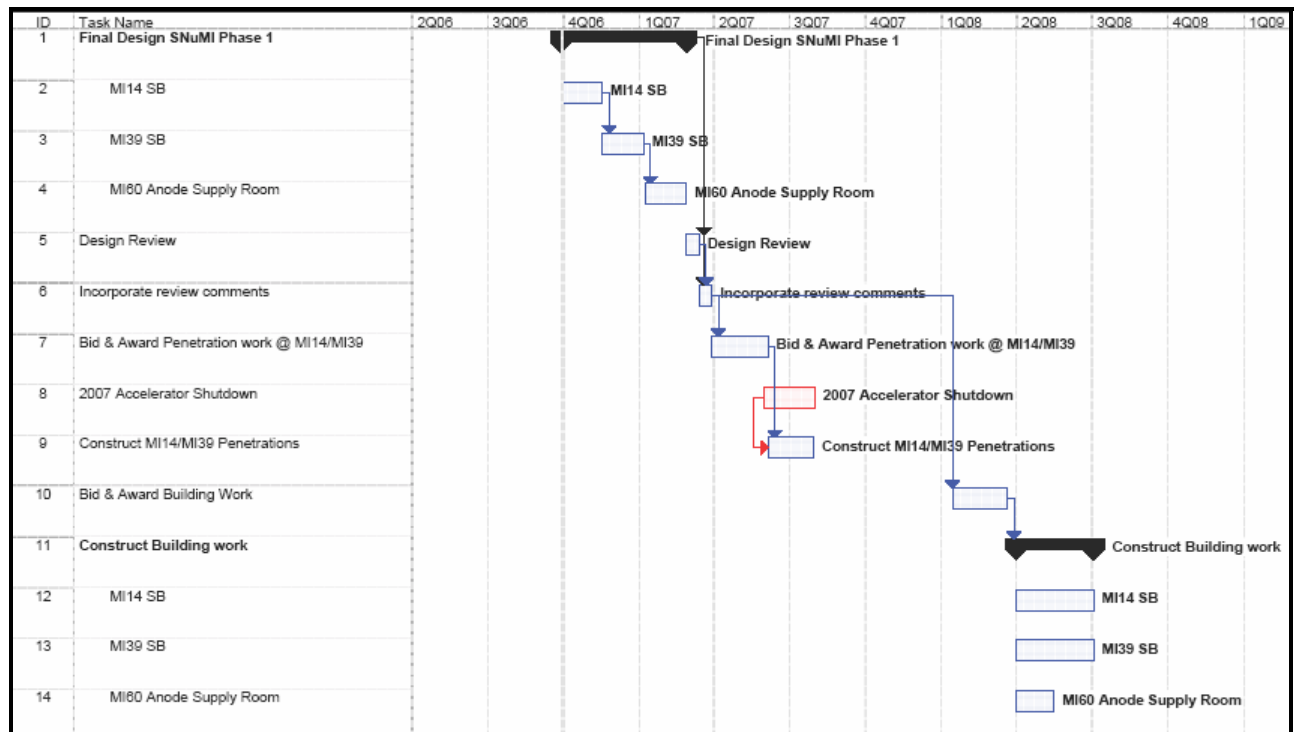 ID Task Name 2Q06 3Q06 4Q06 1Q07 2Q07 3Q07 4Q07 1Q08 2Q08 3Q08 4Q08 1Q09
1 Final Design SNuMI Phase 1 Final Design SNuMI Phase 1
2 MI14 SB MI14 SB
3 MI39 SB MI39 SB
4 MI60 Anode Supply Room MI60 Anode Supply Room
5 Design Review Design Review
6 Incorporate review comments Incorporate review comments
7 Bid & Award Penetration work @ MI14/MI39 Bid & Award Penetration work @ MI14/MI39
8 2007 Accelerator Shutdown 2007 Accelerator Shutdown
9 Construct MI14/MI39 Penetrations Construct MI14/MI39 Penetrations
10 Bid & Award Building Work
11 Construct Building work Construct Building work
12 MI14 SB MI14 SB
13 MI39 SB MI39 SB
14 MI60 Anode Supply Room MI60 Anode Supply Room